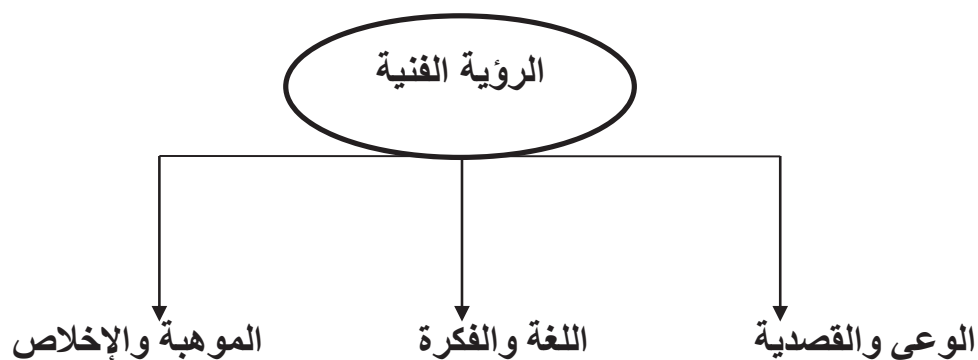 الرؤية الفنية
الوعى والقصدية
اللغة والفكرة
الموهبة والإخلاص